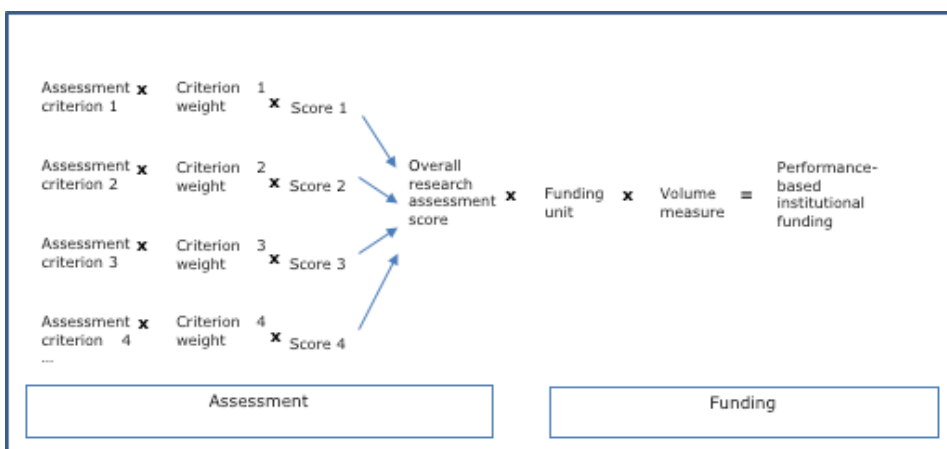 Assessment x Criterion 1
criterion 1 weight x Score 1
Assessment x Criterion 2
criterion 2 weight x Score 2
Assessment x Criterion 3
criterion 3 weight x Score 3
Assessment x Criterion 4
criterion 4 weight x Score 4
...
Overall
research
assessment
score
x
Funding
unit
x
Volume
measure
=
Performance-
based
institutional
funding
Assessment
Funding